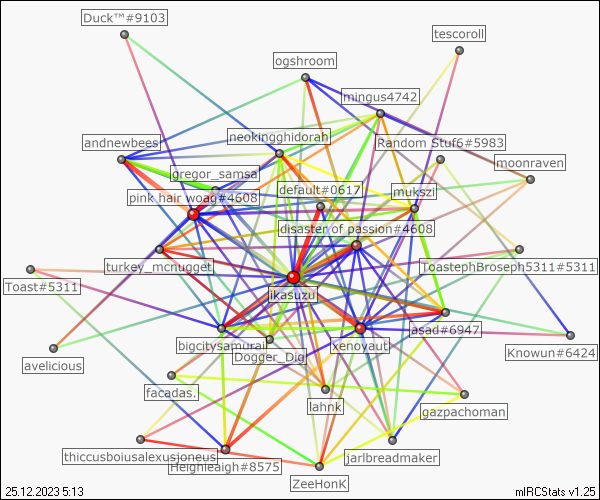 Duck™#9103
tescoroll
ogshroom
mingus4742
andnewbees
neokingghidorah
Random Stuf6#5983
gregor_samsa
moonraven
default#0617
pink hair woag#4608
mukszi
disaster of passion#4608
turkey_mcnugget
ToastephBroseph5311#5311
Toast#5311
ikasuzu
asad#6947
bigcitysamurai
xenovaut
Knowun#6424
Dogger_Dig
avelicious
facadas.
lahnk
gazpachoman
thiccusboiusalexusjoneus
jarlbreadmaker
Heighleaigh#8575
ZeeHonK
25.12.2023 5:13
mIRCStats v1.25